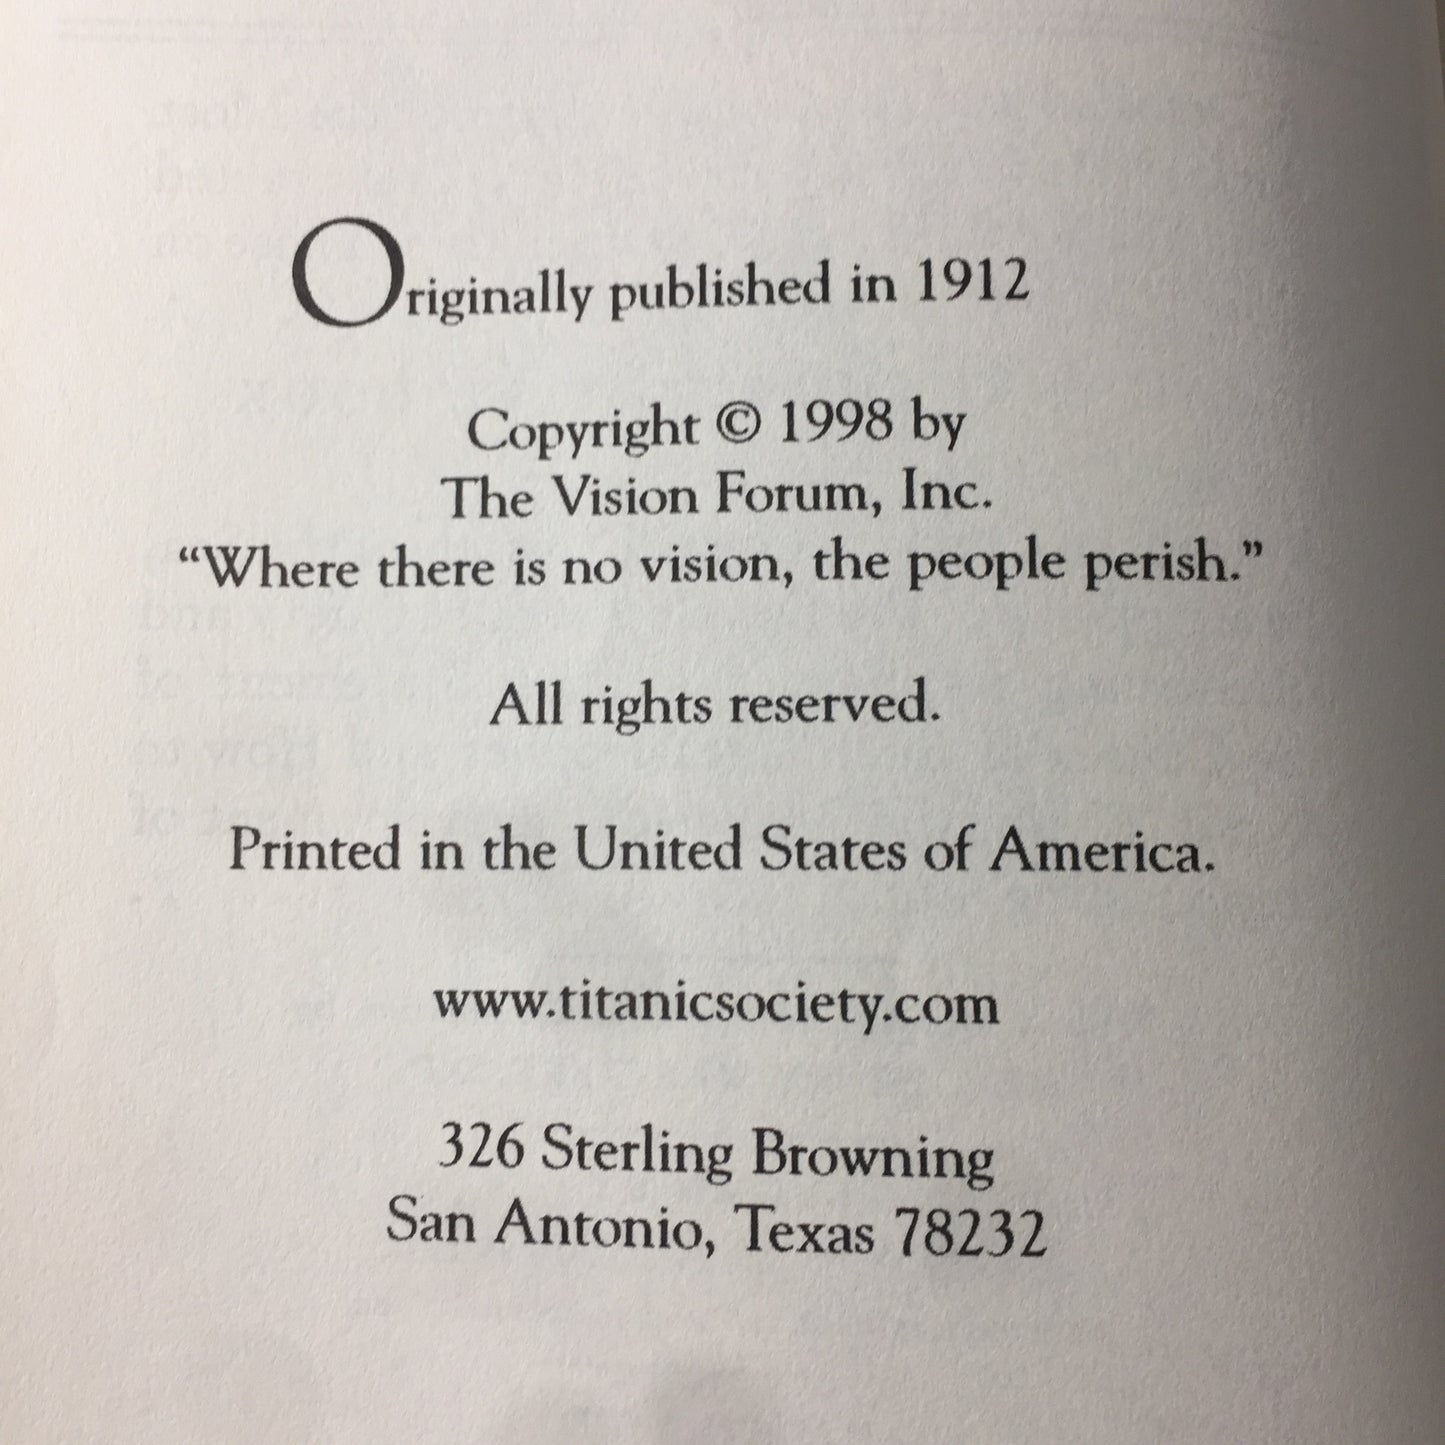 Originally published in 1912
Copyright © 1998 by
The Vision Forum, Inc.
“Where there is no vision, the people perish.”
All rights reserved.
Printed in the United States of America.
www.titanicsociety.com
326 Sterling Browning
San Antonio, Texas 78232